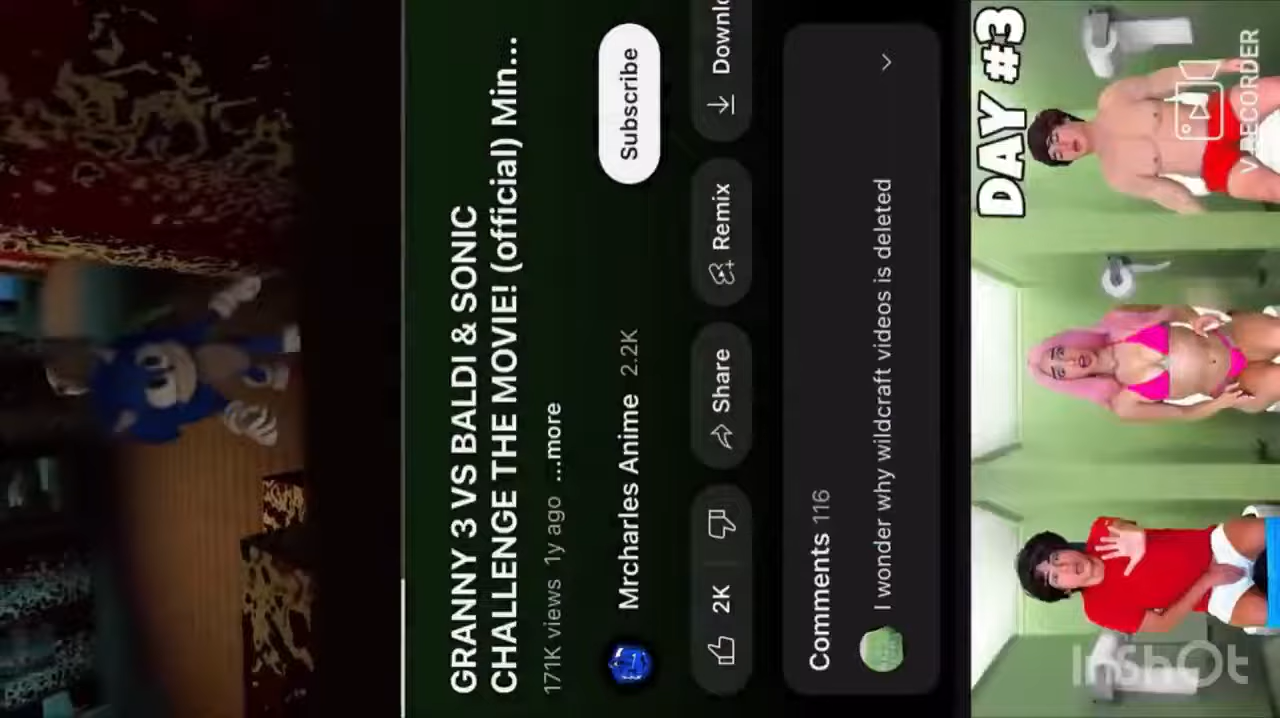 GRANNY 3 VS BALDI & SONIC
CHALLENGE THE MOVIE! (official) Min...
171K views 1y ago ...more
Mrcharles Anime 2.2K
Subscribe
2K
Share
Remix
Downlo
Comments 116
I wonder why wildcraft videos is deleted
DAY #3
V RECORDER
InShOt